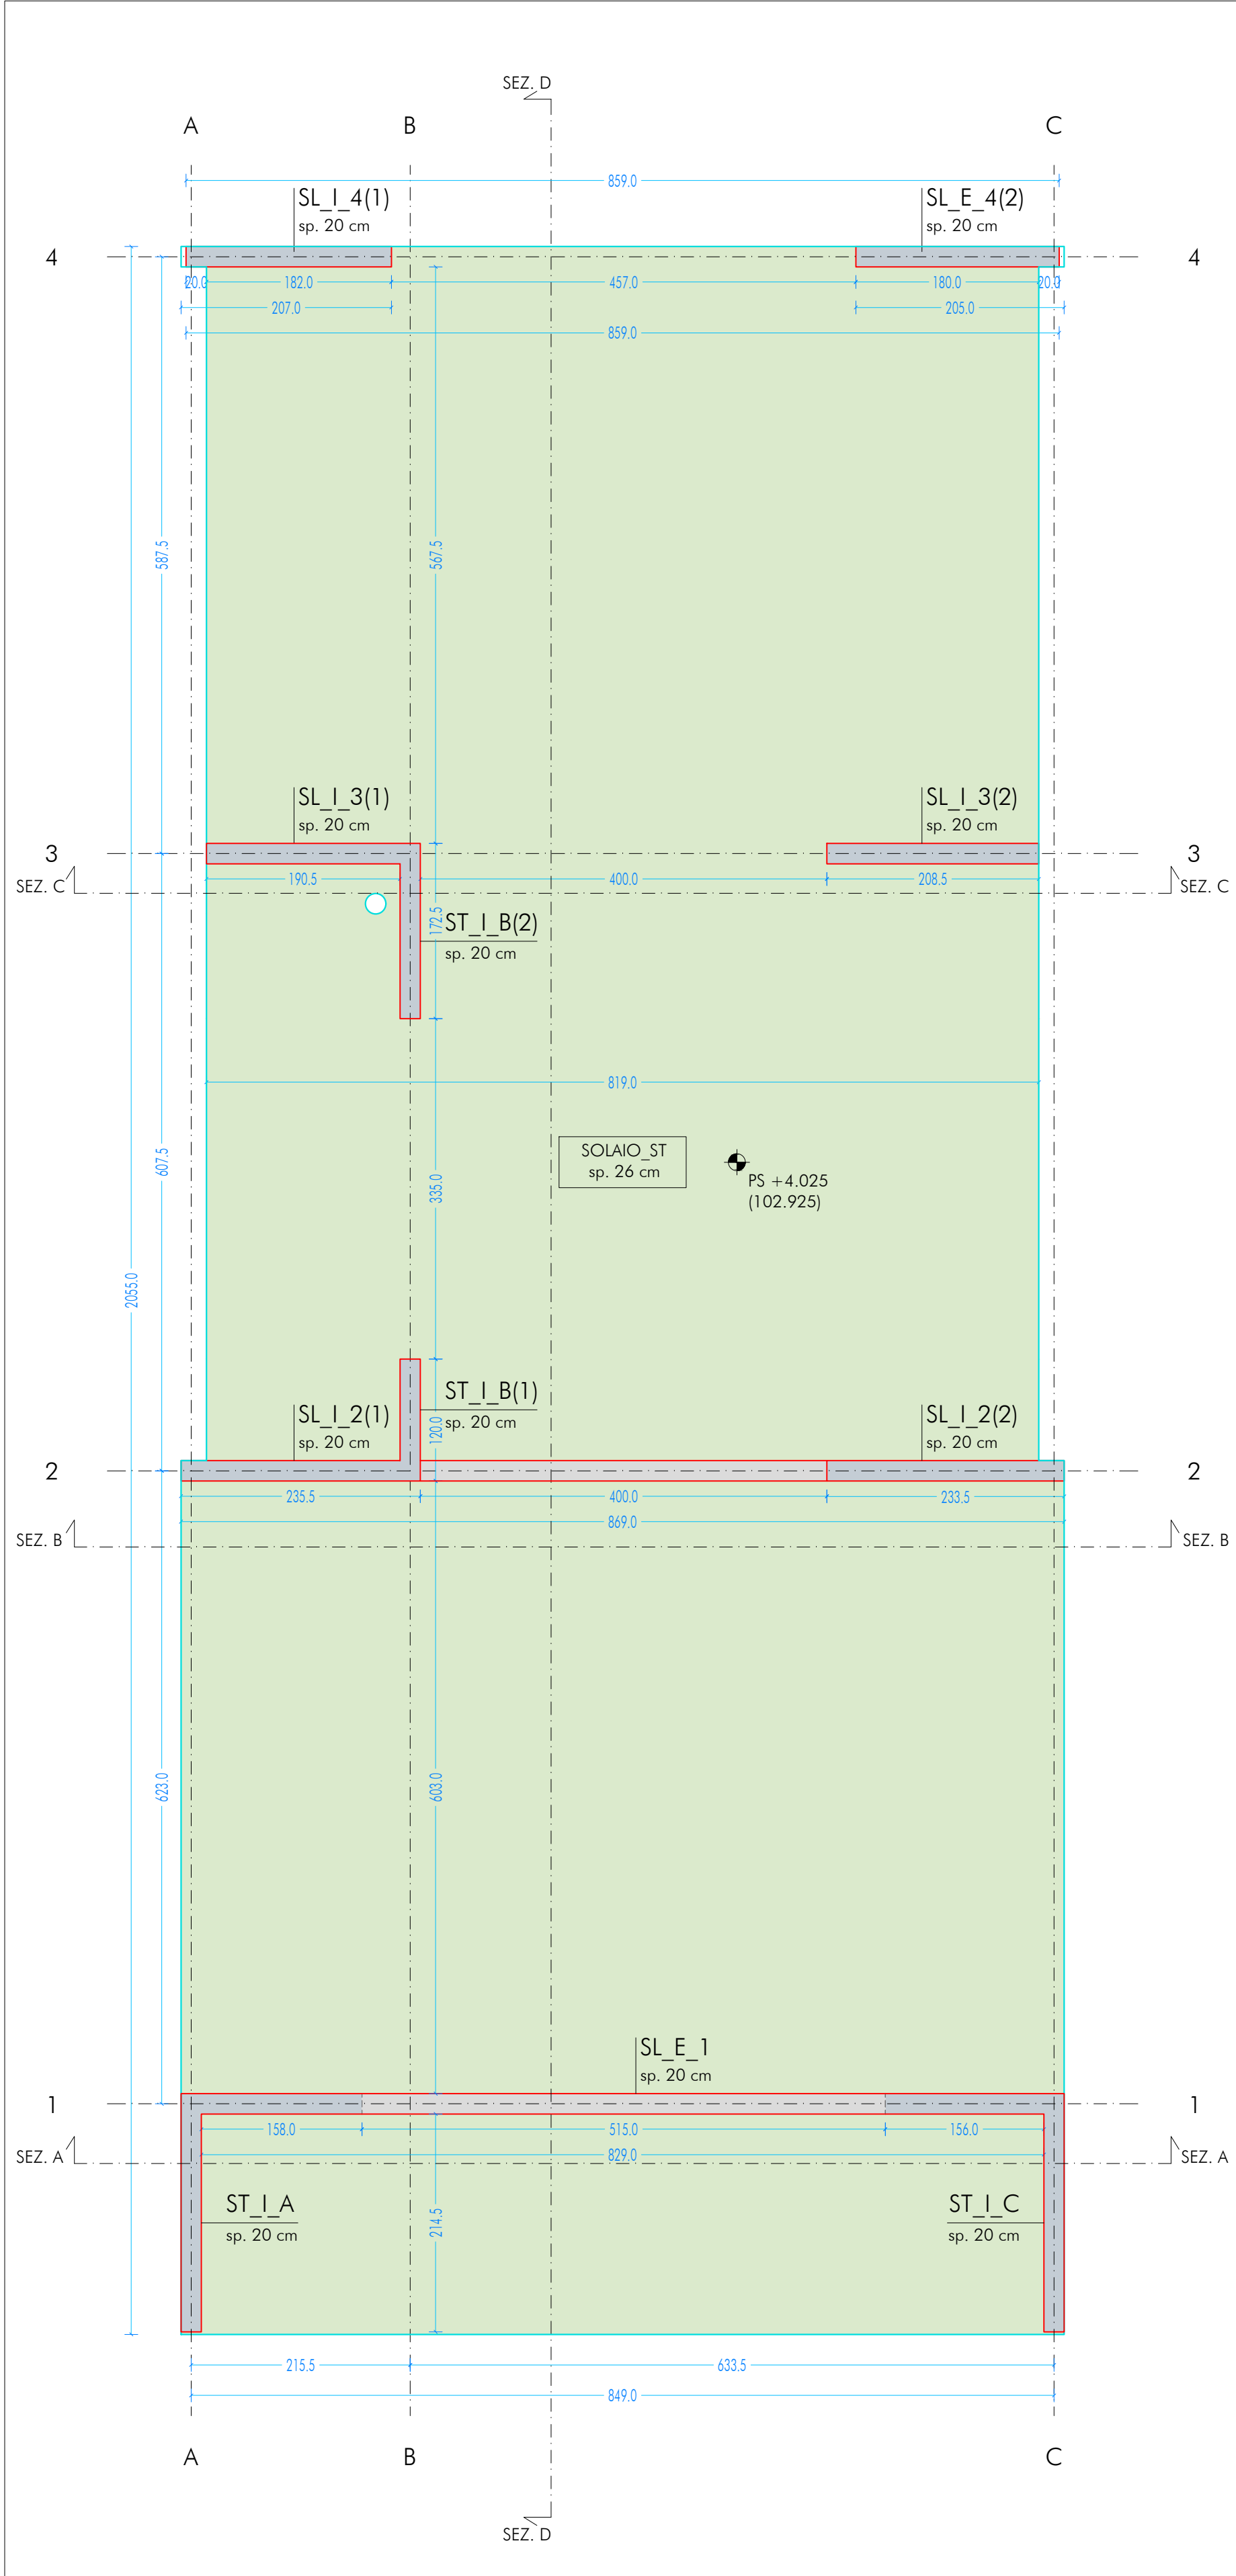 SEZ. D
A B C
859.0
SL_I_4(1) SL_E_4(2)
sp. 20 cm sp. 20 cm
4 4
20.0 182.0 457.0 180.0 20.0
207.0 205.0
859.0
587.5 567.5
SL_I_3(1) SL_I_3(2)
sp. 20 cm sp. 20 cm
3 3
190.5 400.0 208.5
SEZ. C SEZ. C
172.5
ST_I_B(2)
sp. 20 cm
819.0
SOLAIO_ST
sp. 26 cm
PS +4.025
(102.925)
607.5 335.0
2055.0
ST_I_B(1)
sp. 20 cm
SL_I_2(1) SL_I_2(2)
sp. 20 cm sp. 20 cm
120.0
2 2
235.5 400.0 233.5
869.0
SEZ. B SEZ. B
623.0 603.0
SL_E_1
sp. 20 cm
1 1
158.0 515.0 156.0
829.0
SEZ. A SEZ. A
ST_I_A ST_I_C
sp. 20 cm sp. 20 cm
214.5
215.5 633.5
849.0
A B C
SEZ. D